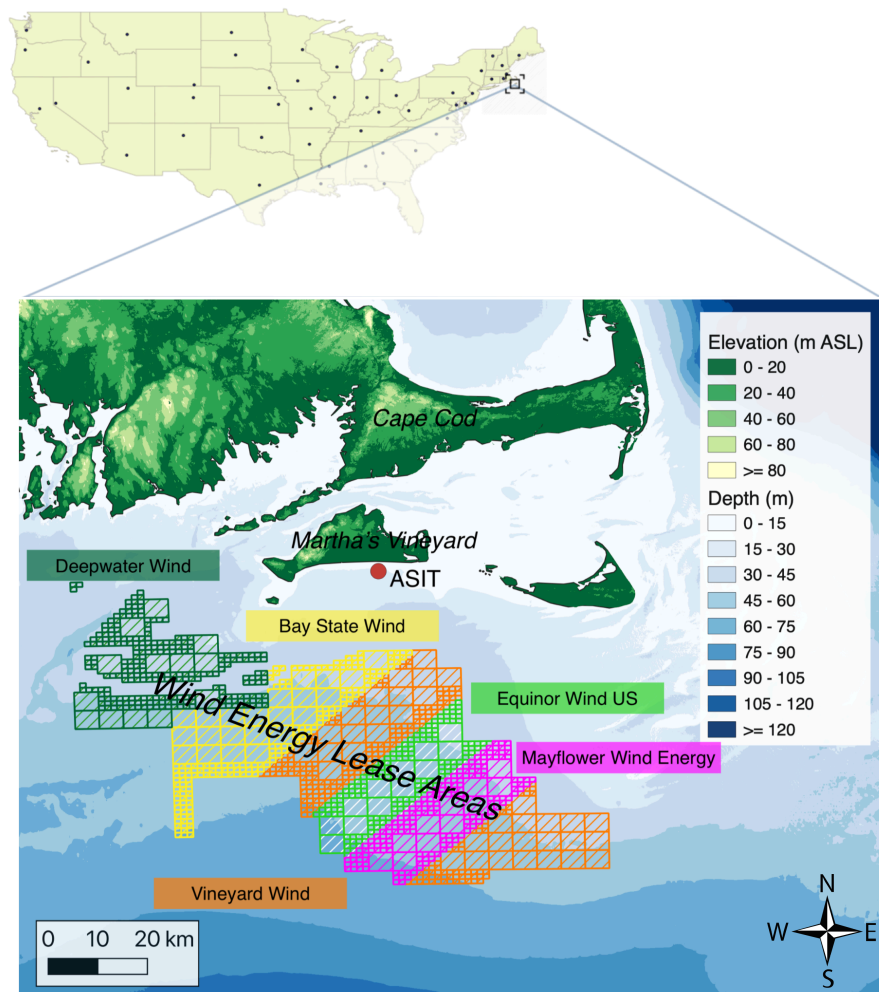 Elevation (m ASL)
0 - 20
20 - 40
40 - 60
60 - 80
>= 80
Depth (m)
0 - 15
15 - 30
30 - 45
45 - 60
60 - 75
75 - 90
90 - 105
105 - 120
>= 120
Cape Cod
Martha's Vineyard
ASIT
Deepwater Wind
Bay State Wind
Equinor Wind US
Mayflower Wind Energy
Wind Energy Lease Areas
Vineyard Wind
0 10 20 km
N
W E
S